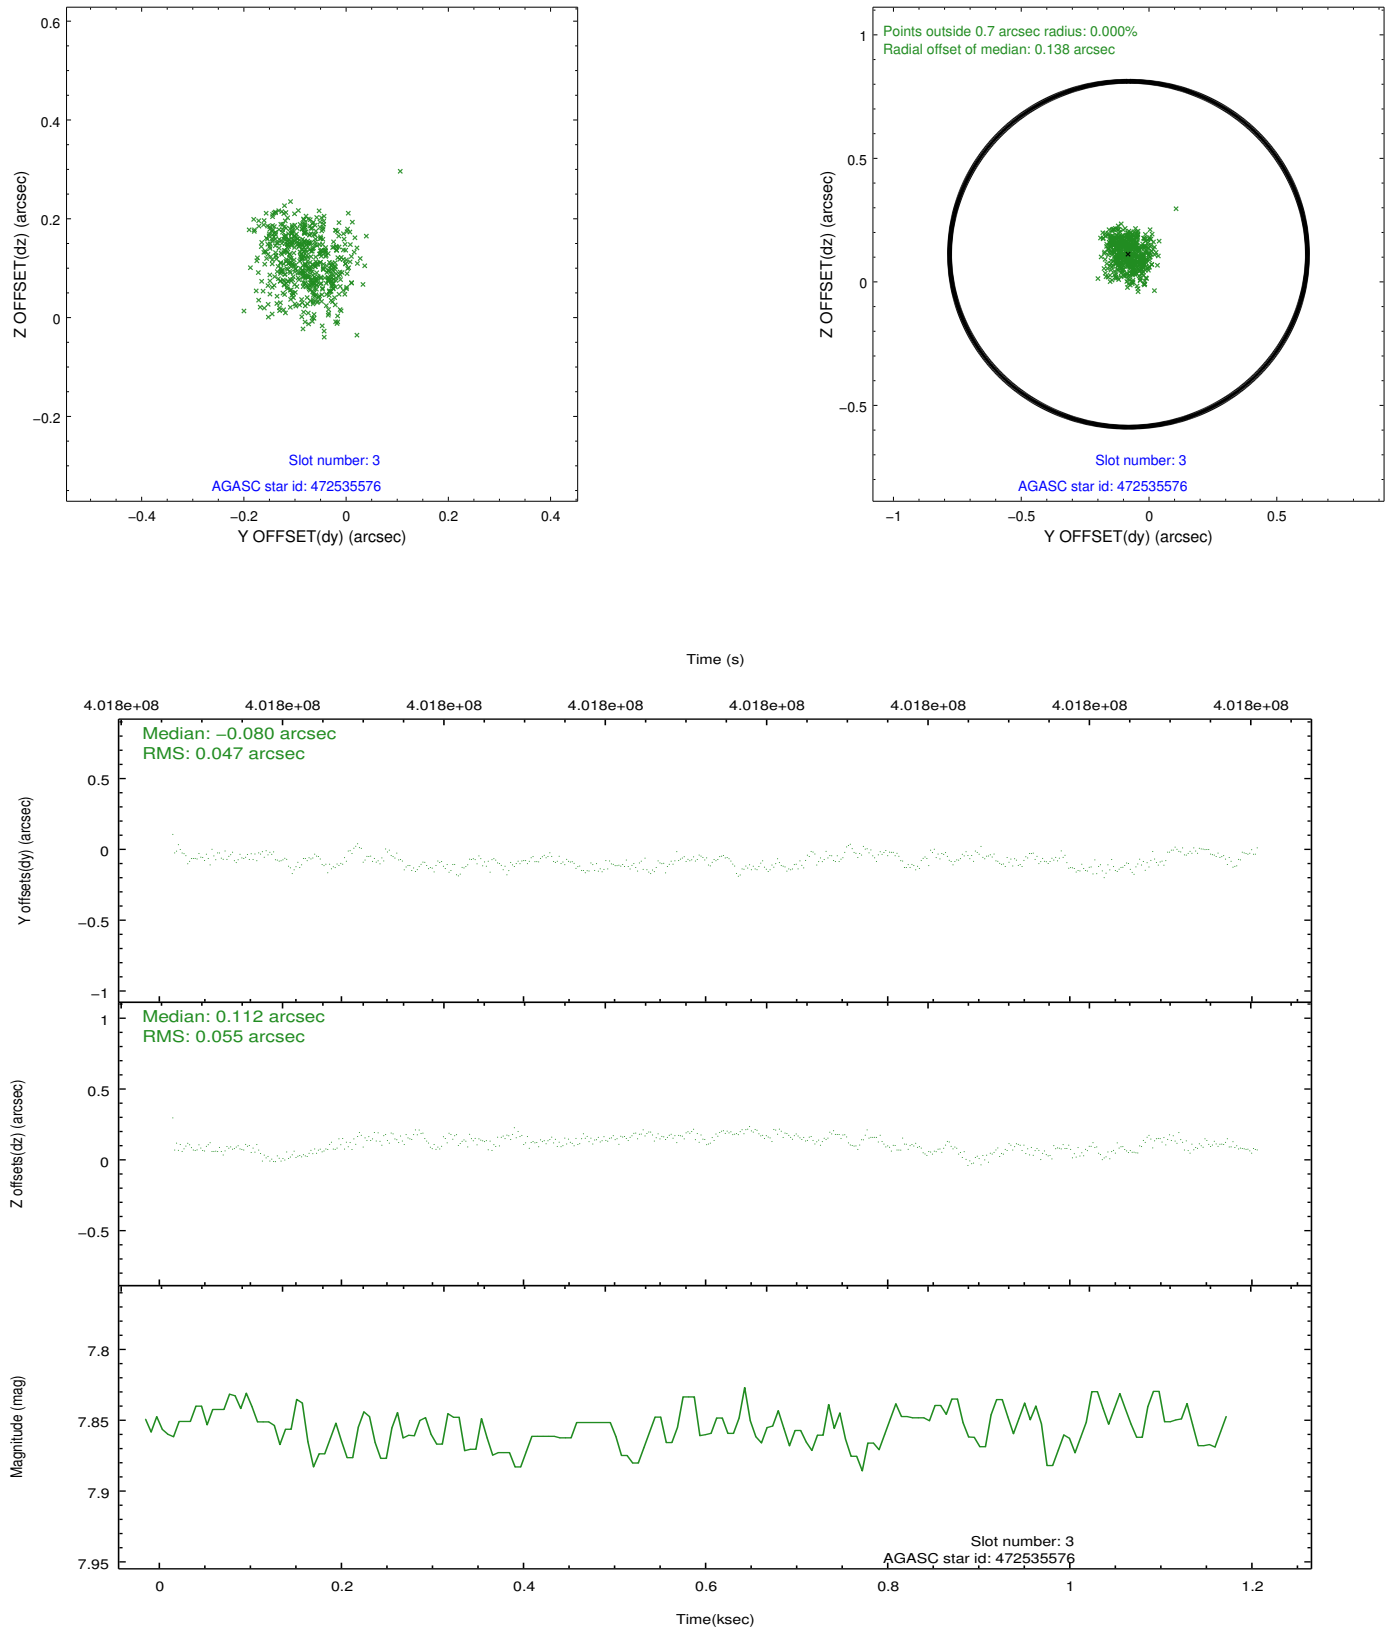 0.6
0.4
0.2
0
−0.2
Z OFFSET(dz) (arcsec)
Slot number: 3
AGASC star id: 472535576
−0.4 −0.2 0 0.2 0.4
Y OFFSET(dy) (arcsec)
Points outside 0.7 arcsec radius: 0.000%
Radial offset of median: 0.138 arcsec
1
0.5
0
−0.5
Z OFFSET(dz) (arcsec)
Slot number: 3
AGASC star id: 472535576
−1 −0.5 0 0.5
Y OFFSET(dy) (arcsec)
Time (s)
4.018e+08 4.018e+08 4.018e+08 4.018e+08 4.018e+08 4.018e+08 4.018e+08 4.018e+08
Median: −0.080 arcsec
RMS: 0.047 arcsec
0.5
0
−0.5
−1
Y offsets(dy) (arcsec)
Median: 0.112 arcsec
RMS: 0.055 arcsec
1
0.5
0
−0.5
Z offsets(dz) (arcsec)
7.8
7.85
7.9
7.95
Magnitude (mag)
Slot number: 3
AGASC star id: 472535576
0 0.2 0.4 0.6 0.8 1 1.2
Time(ksec)